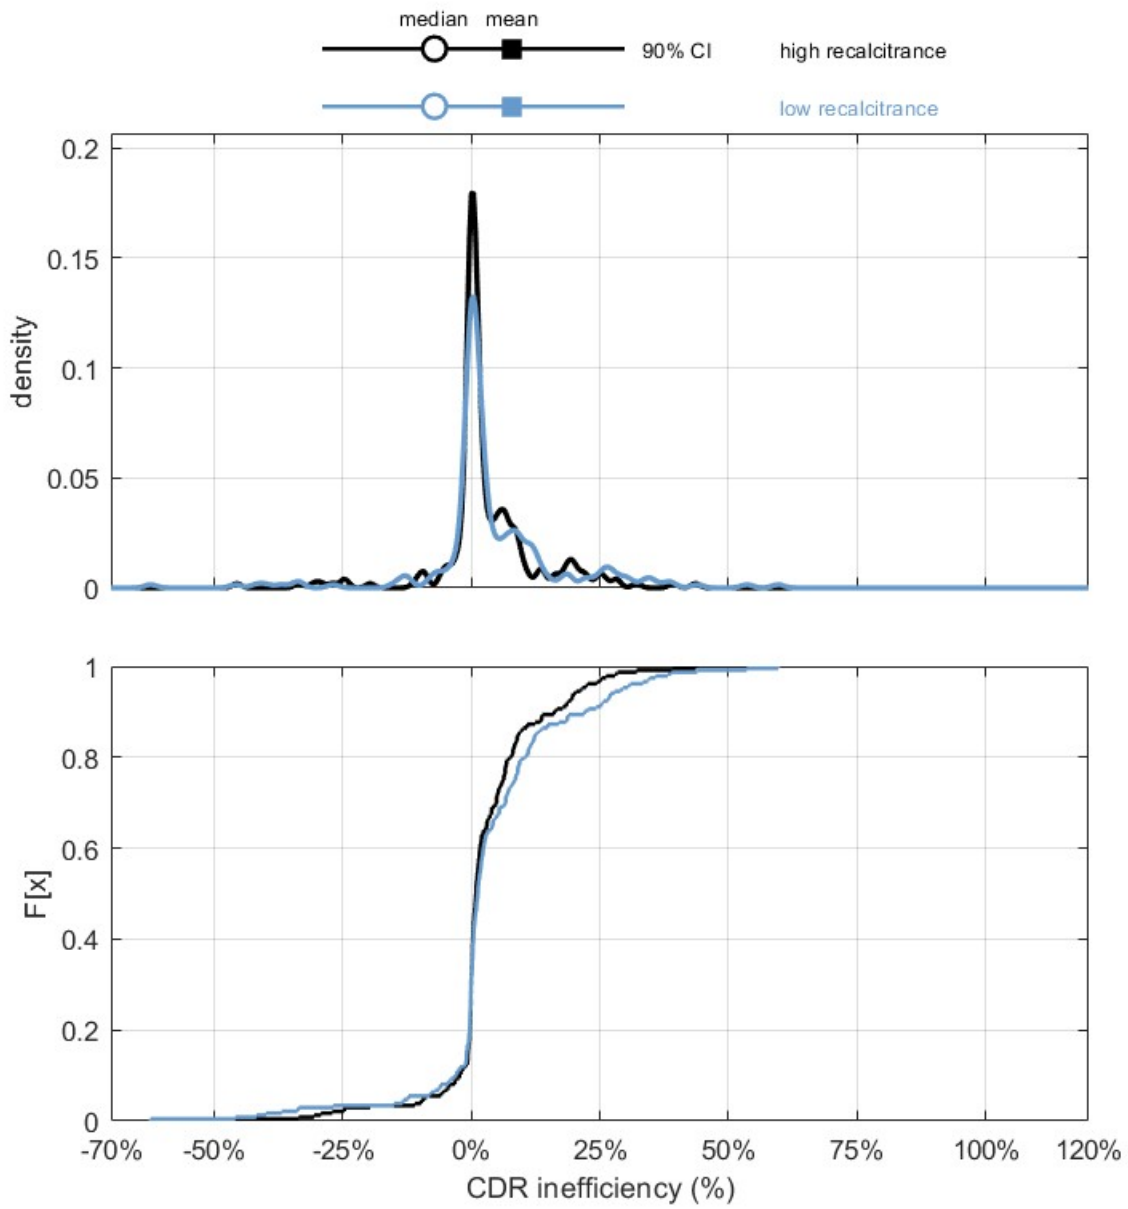 median mean
90% CI high recalcitrance
low recalcitrance
0.2
0.15
0.1
0.05
0
density
1
0.8
0.6
0.4
0.2
0
F[x]
-70% -50% -25% 0% 25% 50% 75% 100% 120%
CDR inefficiency (%)